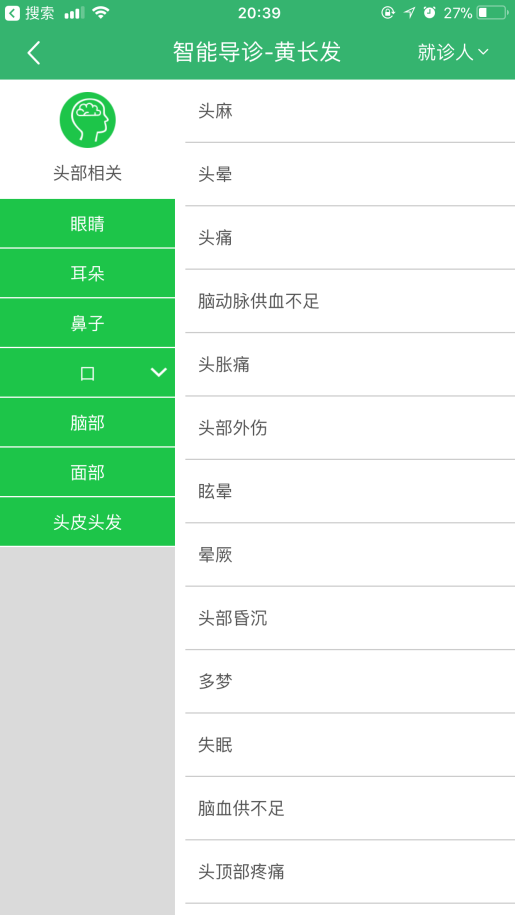 搜索
20:39
27%
智能导诊-黄长发
就诊人
头部相关
眼睛
耳朵
鼻子
口
脑部
面部
头皮头发
头麻
头晕
头痛
脑动脉供血不足
头胀痛
头部外伤
眩晕
晕厥
头部昏沉
多梦
失眠
脑血供不足
头顶部疼痛